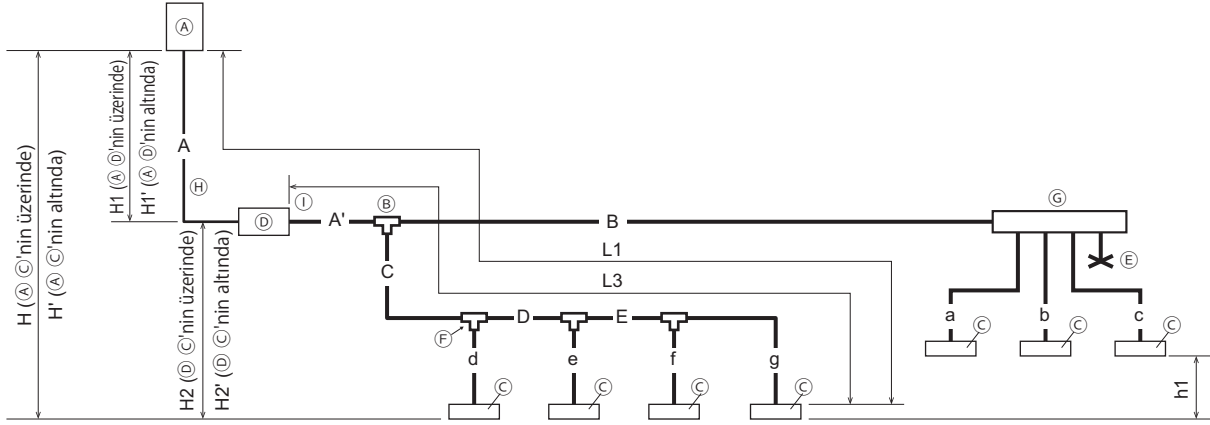 Ⓐ
H (Ⓐ Ⓒ'nin üzerinde)
H' (Ⓐ Ⓒ'nin altında)
H1 (Ⓐ Ⓓ'nin üzerinde)
H1' (Ⓐ Ⓓ'nin altında)
A
Ⓗ
Ⓓ
Ⓘ
A'
Ⓑ
B
Ⓖ
H2 (Ⓓ Ⓒ'nin üzerinde)
H2' (Ⓓ Ⓒ'nin altında)
L1
L3
C
Ⓔ
Ⓕ
D
E
a
b
c
Ⓒ
Ⓒ
Ⓒ
d
e
f
g
Ⓒ
Ⓒ
Ⓒ
Ⓒ
h1